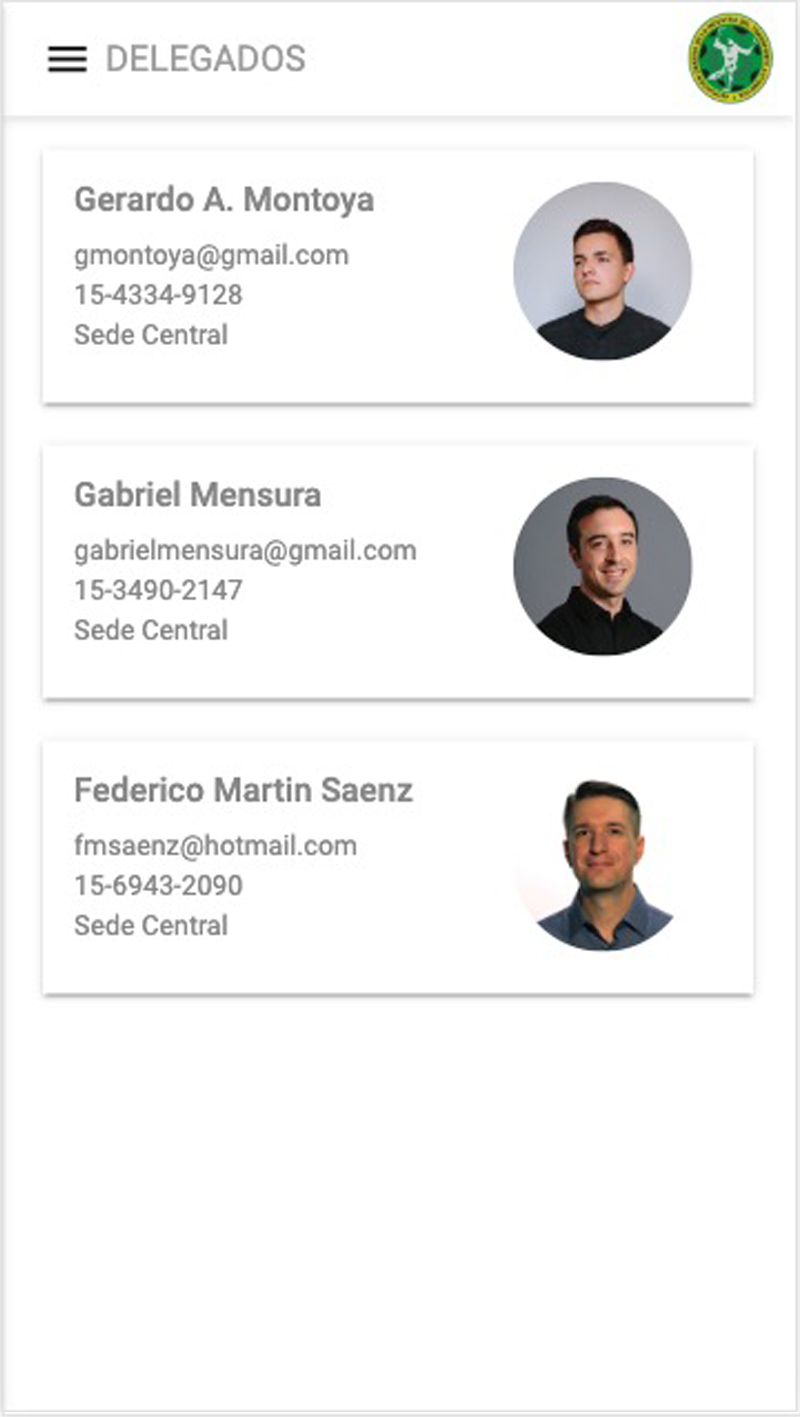 DELEGADOS
Gerardo A. Montoya
gmontoya@gmail.com
15-4334-9128
Sede Central
Gabriel Mensura
gabrielmensura@gmail.com
15-3490-2147
Sede Central
Federico Martin Saenz
fmsaenz@hotmail.com
15-6943-2090
Sede Central